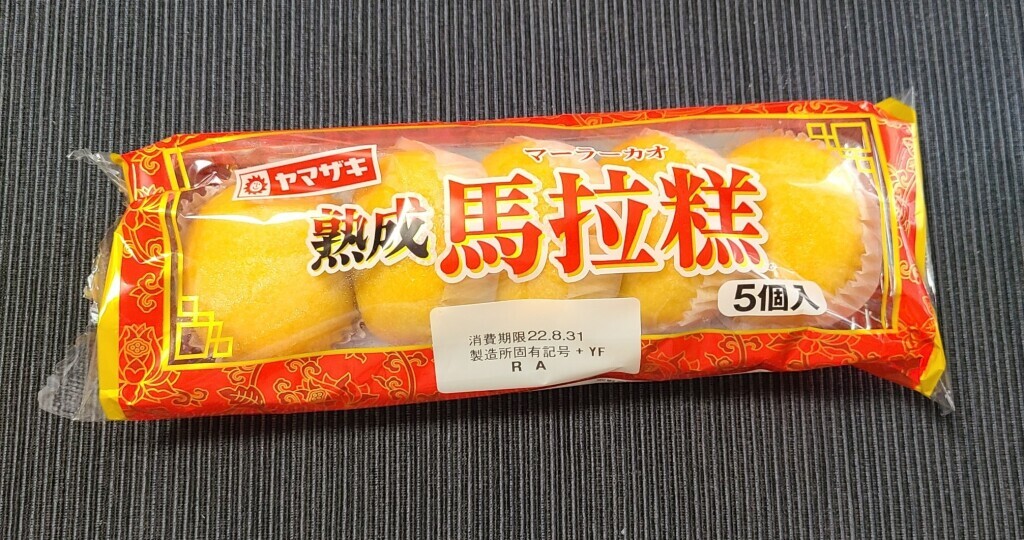 ヤマザキ
マーラーカオ
熟成 馬拉糕
5個入
消費期限22.8.31
製造所固有記号+YF
R A